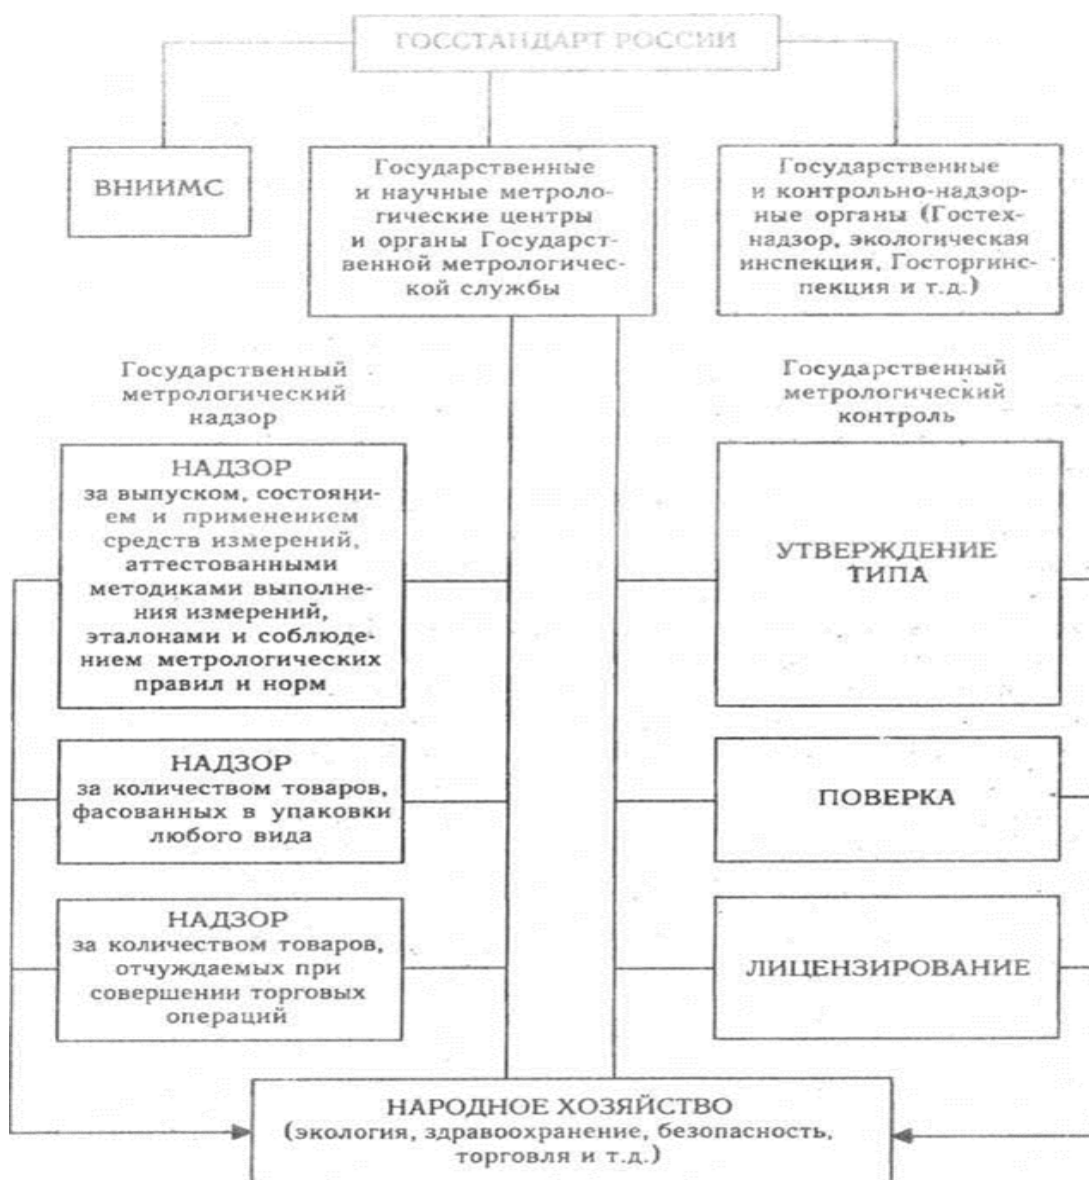 ГОССТАНДАРТ РОССИИ
ВНИИМС
Государственные
и научные метроло-
гические центры
и органы Государст-
венной метрологичес-
кой службы
Государственные
и контрольно-надзор-
ные органы (Гостех-
надзор, экологическая
инспекция, Госторгинс-
пекция и т.д.)
Государственный
метрологический
надзор
Государственный
метрологический
контроль
НАДЗОР
за выпуском, состояни-
ем и применением
средств измерений,
аттестованными
методиками выполне-
ния измерений,
эталонами и соблюде-
нием метрологических
правил и норм
УТВЕРЖДЕНИЕ
ТИПА
НАДЗОР
за количеством товаров,
фасованных в упаковки
любого вида
ПОВЕРКА
НАДЗОР
за количеством товаров,
отчуждаемых при
совершении торговых
операций
ЛИЦЕНЗИРОВАНИЕ
НАРОДНОЕ ХОЗЯЙСТВО
(экология, здравоохранение, безопасность,
торговля и т.д.)